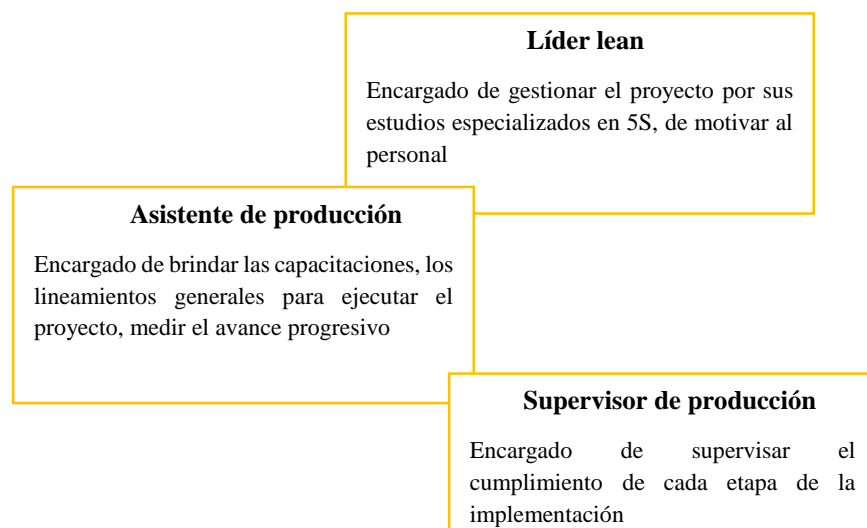 Líder lean
Encargado de gestionar el proyecto por sus
estudios especializados en 5S, de motivar al
personal
Asistente de producción
Encargado de brindar las capacitaciones, los
lineamientos generales para ejecutar el
proyecto, medir el avance progresivo
Supervisor de producción
Encargado de supervisar el
cumplimiento de cada etapa de la
implementación